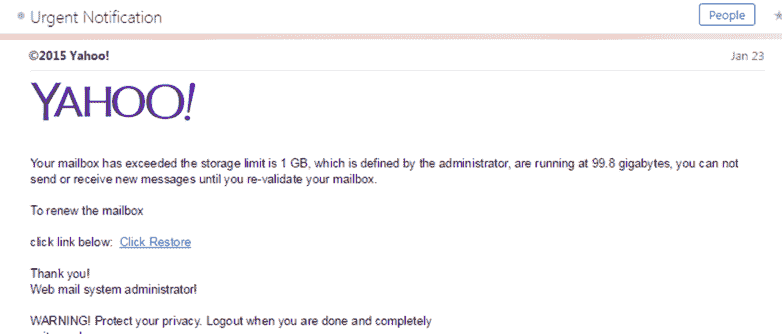 Urgent Notification People
©2015 Yahoo! Jan 23
YAHOO!
Your mailbox has exceeded the storage limit is 1 GB, which is defined by the administrator, are running at 99.8 gigabytes, you can not
send or receive new messages until you re-validate your mailbox.
To renew the mailbox
click link below: Click Restore
Thank you!
Web mail system administrator!
WARNING! Protect your privacy. Logout when you are done and completely